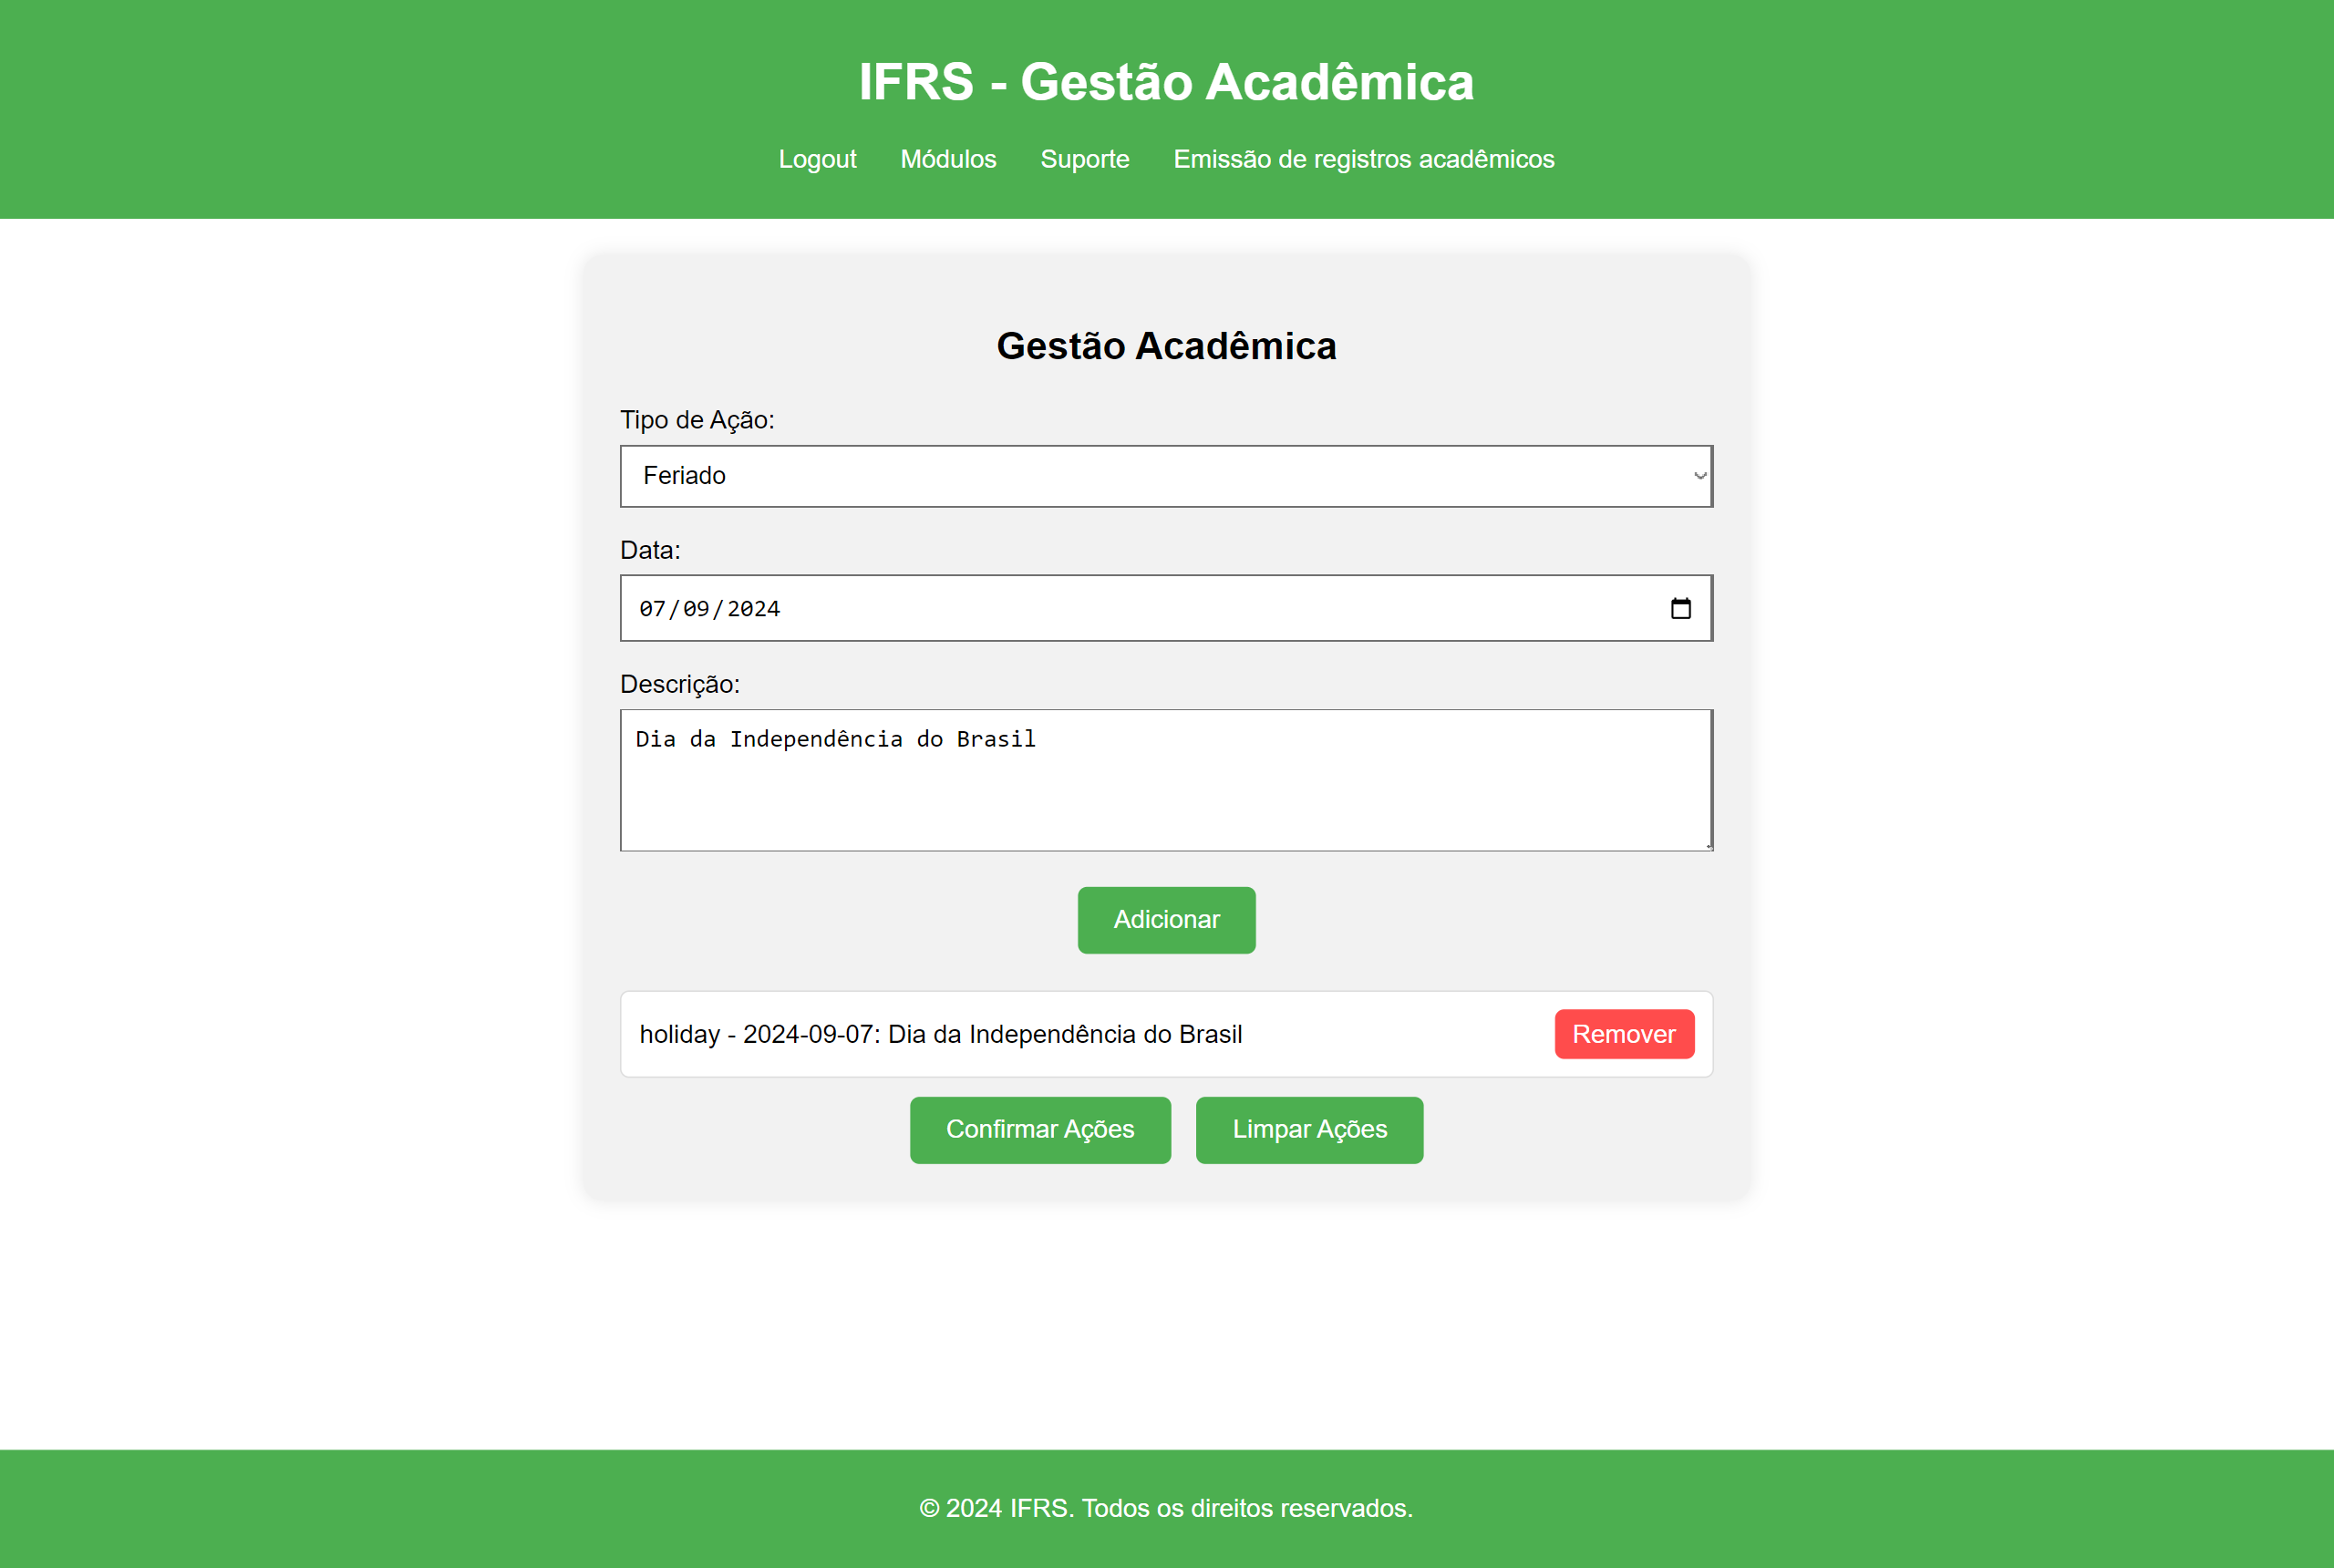 IFRS - Gestão Acadêmica
Logout Módulos Suporte Emissão de registros acadêmicos
Gestão Acadêmica
Tipo de Ação:
Feriado
Data:
07/09/2024
Descrição:
Dia da Independência do Brasil
Adicionar
holiday - 2024-09-07: Dia da Independência do Brasil Remover
Confirmar Ações Limpar Ações
© 2024 IFRS. Todos os direitos reservados.